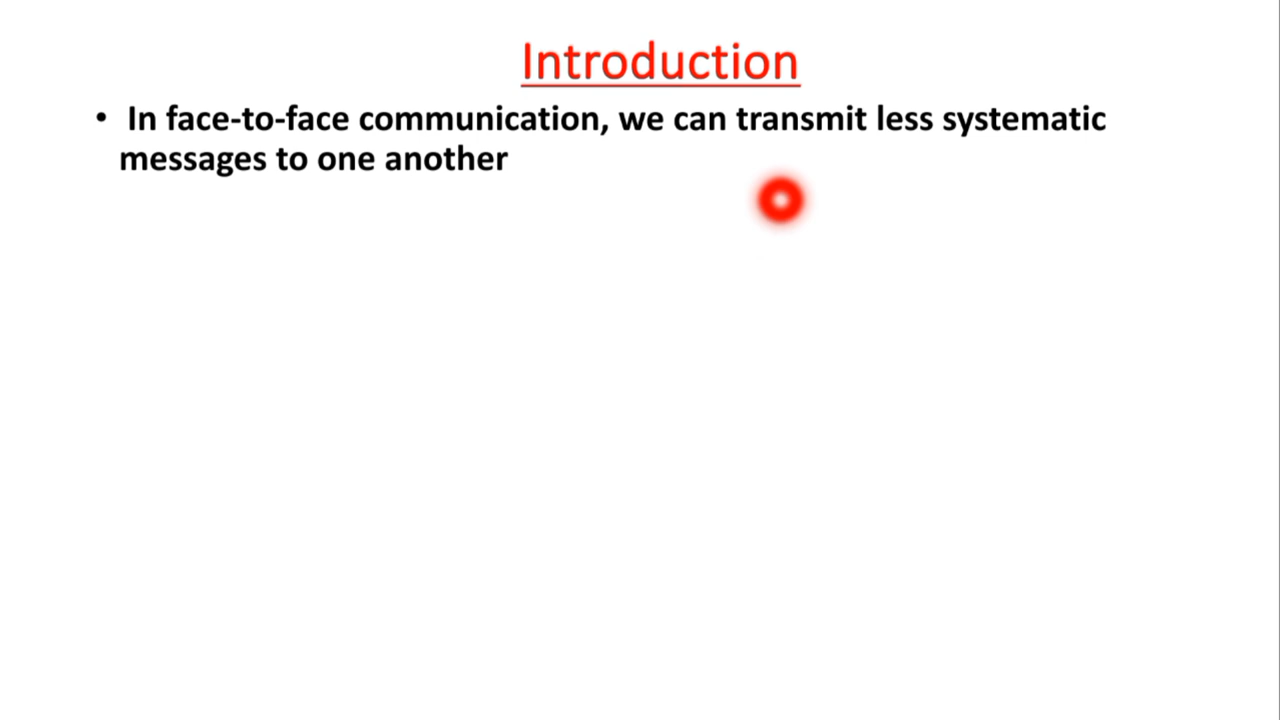 Introduction
• In face-to-face communication, we can transmit less systematic
messages to one another